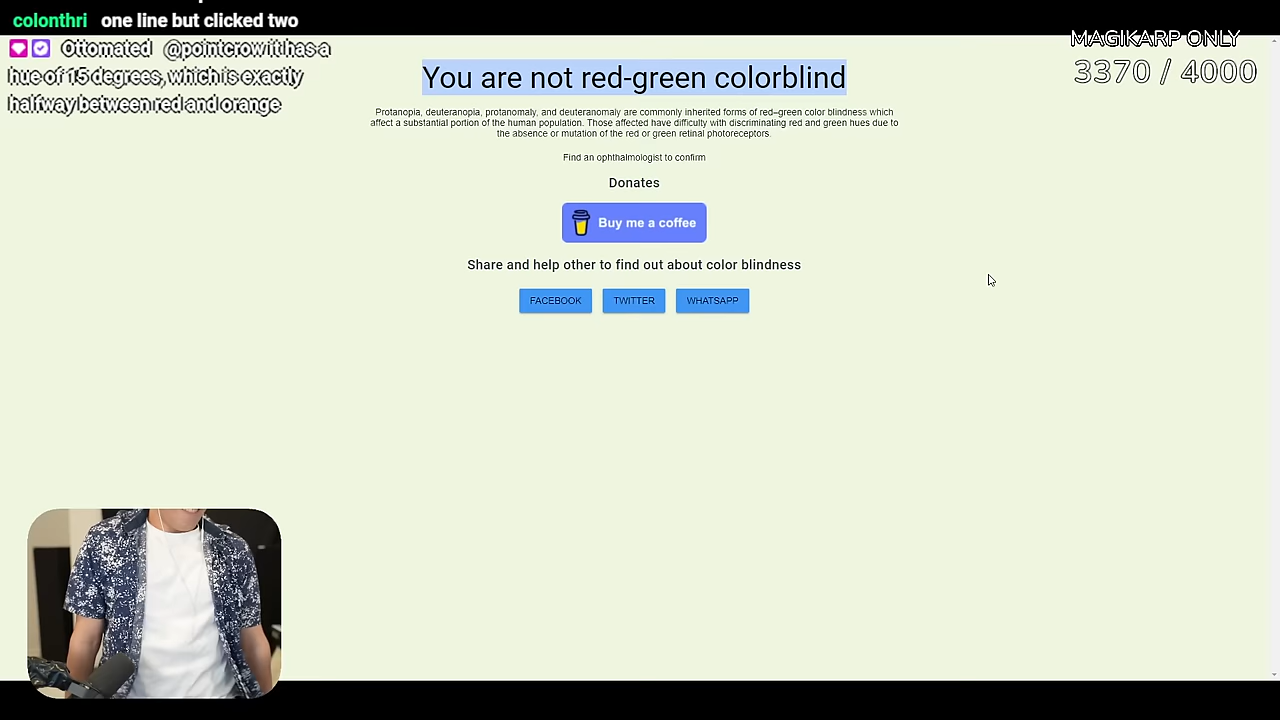 colonthri one line but clicked two
Ottomated @pointcrow it has a
hue of 15 degrees, which is exactly
halfway between red and orange
MAGIKARP ONLY
3370 / 4000
You are not red-green colorblind
Protanopia, deuteranopia, protanomaly, and deuteranomaly are commonly inherited forms of red–green color blindness which
affect a substantial portion of the human population. Those affected have difficulty with discriminating red and green hues due to
the absence or mutation of the red or green retinal photoreceptors.
Find an ophthalmologist to confirm
Donates
Buy me a coffee
Share and help other to find out about color blindness
FACEBOOK TWITTER WHATSAPP